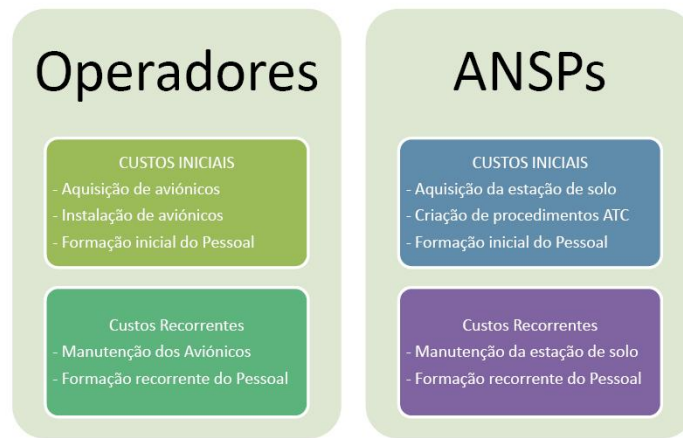 Operadores
CUSTOS INICIAIS
- Aquisição de aviónicos
- Instalação de aviónicos
- Formação inicial do Pessoal
Custos Recorrentes
- Manutenção dos Aviónicos
- Formação recorrente do Pessoal
ANSPs
CUSTOS INICIAIS
- Aquisição da estação de solo
- Criação de procedimentos ATC
- Formação inicial do Pessoal
Custos Recorrentes
- Manutenção da estação de solo
- Formação recorrente do Pessoal